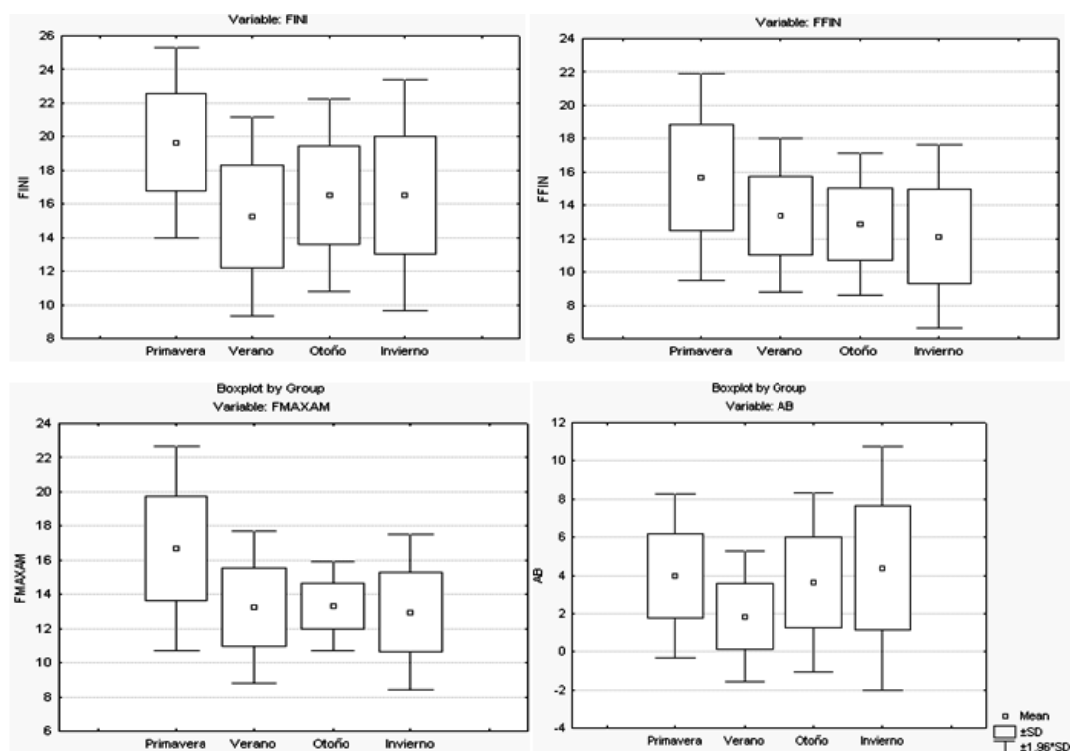 Variable: FINI
26
24
22
20
18
16
14
12
10
8
FINI
Primavera Verano Otoño Invierno
Variable: FFIN
24
22
20
18
16
14
12
10
8
6
FFIN
Primavera Verano Otoño Invierno
Boxplot by Group
Variable: FMAXAM
24
22
20
18
16
14
12
10
8
6
FMAXAM
Primavera Verano Otoño Invierno
Boxplot by Group
Variable: AB
12
10
8
6
4
2
0
-2
-4
AB
Primavera Verano Otoño Invierno
Mean
±SD
±1.96*SD